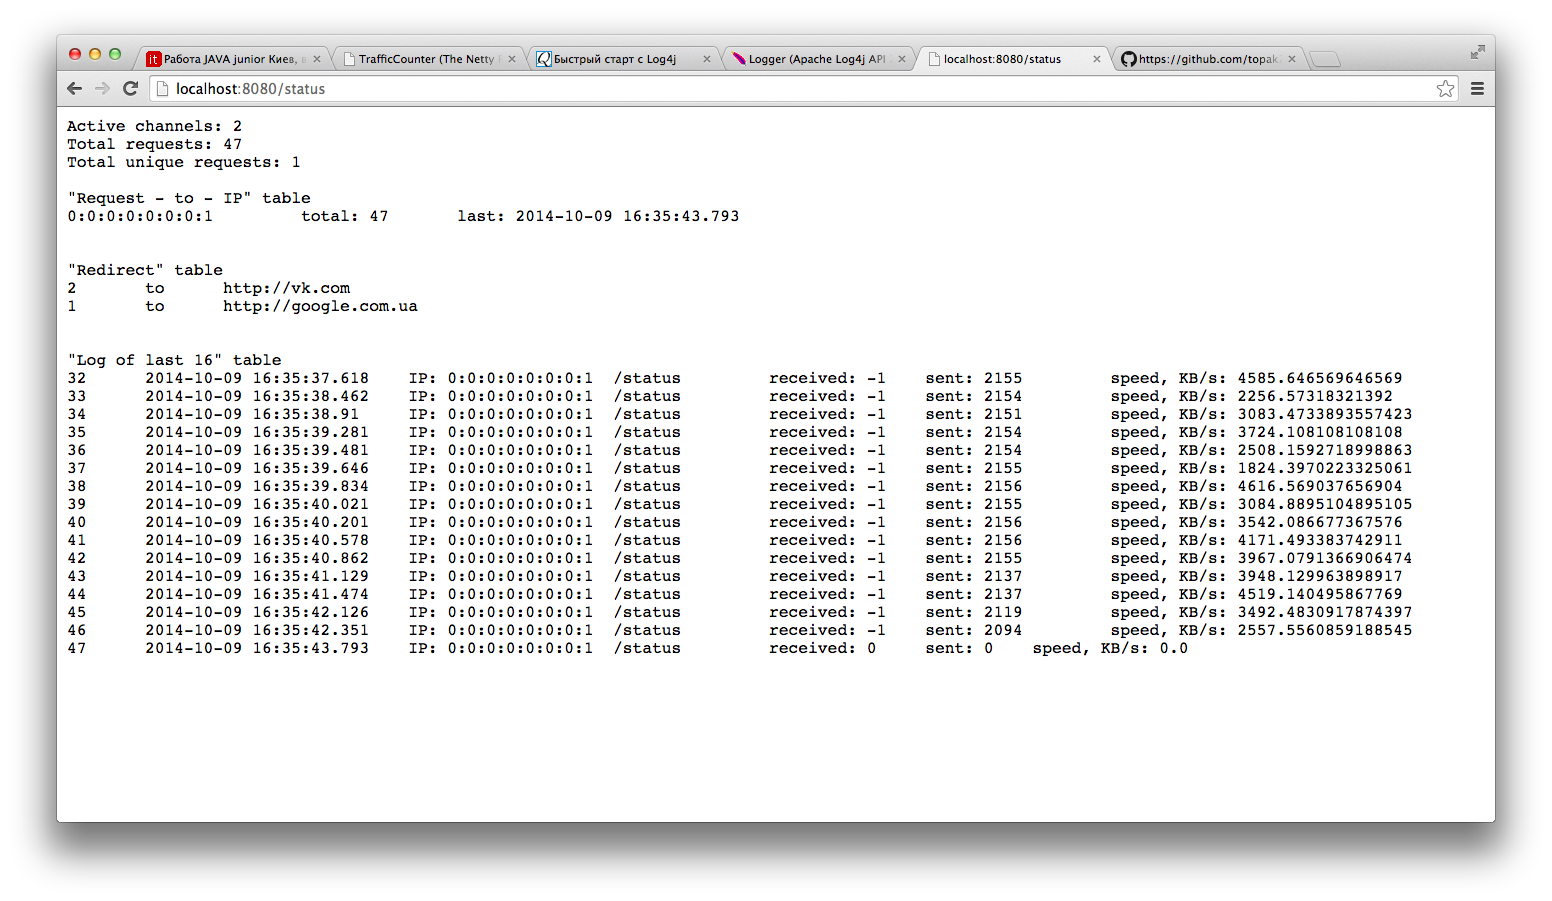 Работа JAVA junior Киев,
TrafficCounter (The Netty
Быстрый старт с Log4j
Logger (Apache Log4j API
localhost:8080/status
https://github.com/topak
localhost:8080/status
Active channels: 2
Total requests: 47
Total unique requests: 1
"Request - to - IP" table
0:0:0:0:0:0:0:1 total: 47 last: 2014-10-09 16:35:43.793
"Redirect" table
2 to http://vk.com
1 to http://google.com.ua
"Log of last 16" table
32 2014-10-09 16:35:37.618 IP: 0:0:0:0:0:0:0:1 /status received: -1 sent: 2155 speed, KB/s: 4585.646569646569
33 2014-10-09 16:35:38.462 IP: 0:0:0:0:0:0:0:1 /status received: -1 sent: 2154 speed, KB/s: 2256.57318321392
34 2014-10-09 16:35:38.91 IP: 0:0:0:0:0:0:0:1 /status received: -1 sent: 2151 speed, KB/s: 3083.4733893557423
35 2014-10-09 16:35:39.281 IP: 0:0:0:0:0:0:0:1 /status received: -1 sent: 2154 speed, KB/s: 3724.108108108108
36 2014-10-09 16:35:39.481 IP: 0:0:0:0:0:0:0:1 /status received: -1 sent: 2154 speed, KB/s: 2508.1592718998863
37 2014-10-09 16:35:39.646 IP: 0:0:0:0:0:0:0:1 /status received: -1 sent: 2155 speed, KB/s: 1824.3970223325061
38 2014-10-09 16:35:39.834 IP: 0:0:0:0:0:0:0:1 /status received: -1 sent: 2156 speed, KB/s: 4616.569037656904
39 2014-10-09 16:35:40.021 IP: 0:0:0:0:0:0:0:1 /status received: -1 sent: 2155 speed, KB/s: 3084.8895104895105
40 2014-10-09 16:35:40.201 IP: 0:0:0:0:0:0:0:1 /status received: -1 sent: 2156 speed, KB/s: 3542.086677367576
41 2014-10-09 16:35:40.578 IP: 0:0:0:0:0:0:0:1 /status received: -1 sent: 2156 speed, KB/s: 4171.493383742911
42 2014-10-09 16:35:40.862 IP: 0:0:0:0:0:0:0:1 /status received: -1 sent: 2155 speed, KB/s: 3967.0791366906474
43 2014-10-09 16:35:41.129 IP: 0:0:0:0:0:0:0:1 /status received: -1 sent: 2137 speed, KB/s: 3948.129963898917
44 2014-10-09 16:35:41.474 IP: 0:0:0:0:0:0:0:1 /status received: -1 sent: 2137 speed, KB/s: 4519.140495867769
45 2014-10-09 16:35:42.126 IP: 0:0:0:0:0:0:0:1 /status received: -1 sent: 2119 speed, KB/s: 3492.4830917874397
46 2014-10-09 16:35:42.351 IP: 0:0:0:0:0:0:0:1 /status received: -1 sent: 2094 speed, KB/s: 2557.5560859188545
47 2014-10-09 16:35:43.793 IP: 0:0:0:0:0:0:0:1 /status received: 0 sent: 0 speed, KB/s: 0.0